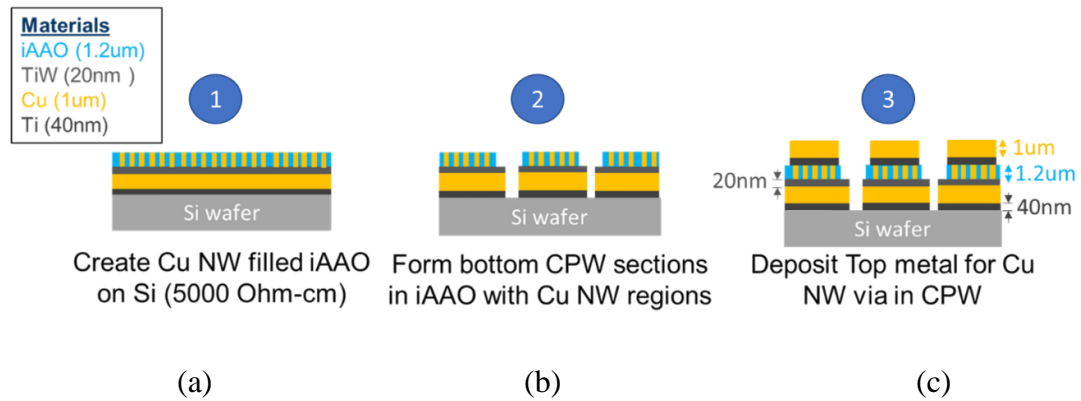 Materials
iAAO (1.2um)
TiW (20nm )
Cu (1um)
Ti (40nm)
1
2
3
1um
1.2um
20nm
40nm
Si wafer
Si wafer
Si wafer
Create Cu NW filled iAAO
on Si (5000 Ohm-cm)
Form bottom CPW sections
in iAAO with Cu NW regions
Deposit Top metal for Cu
NW via in CPW
(a)
(b)
(c)